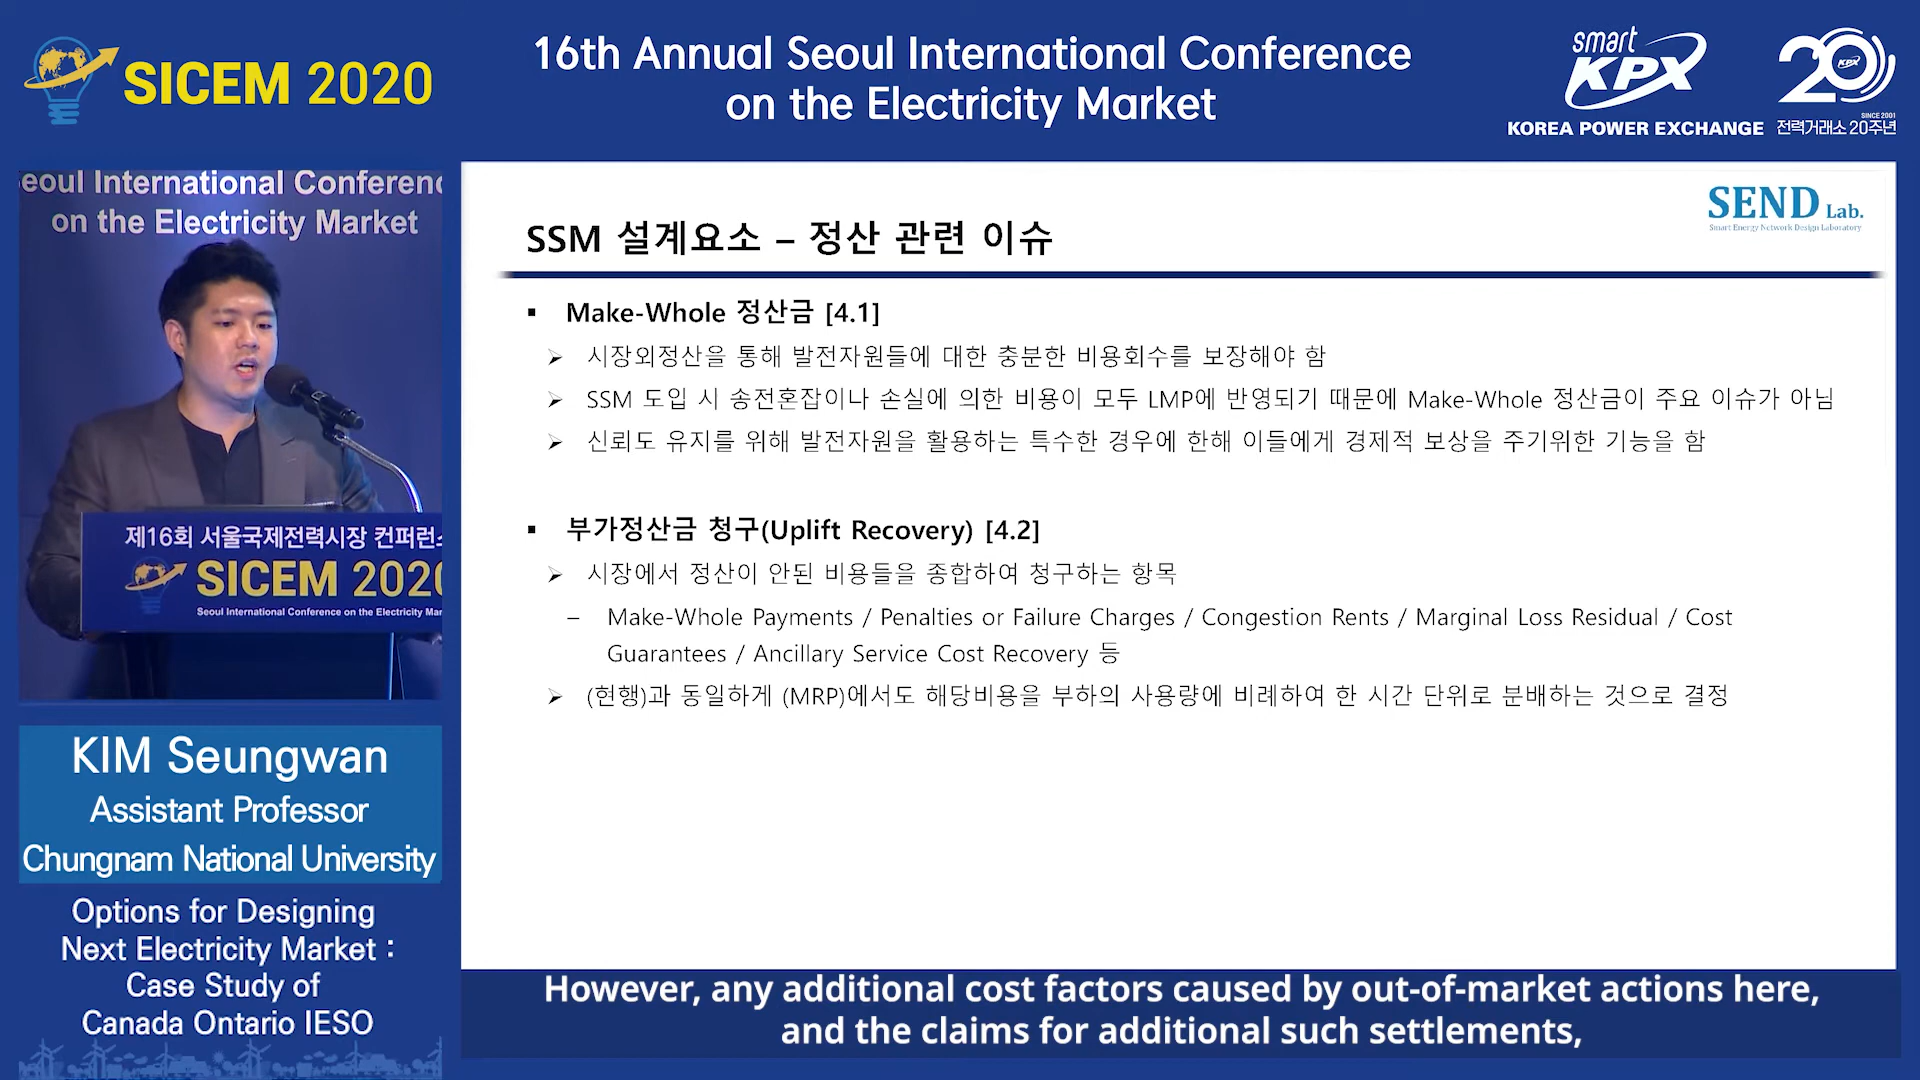 SICEM 2020
16th Annual Seoul International Conference
on the Electricity Market
smart
KPX
KOREA POWER EXCHANGE
20
KPX
SINCE 2001
전력거래소 20주년
Seoul International Conferenc
on the Electricity Market
제16회 서울국제전력시장 컨퍼런스
SICEM 2020
Seoul International Conference on the Electricity Mar
KIM Seungwan
Assistant Professor
Chungnam National University
Options for Designing
Next Electricity Market :
Case Study of
Canada Ontario IESO
SEND Lab.
Smart Energy Network Design Laboratory
SSM 설계요소 – 정산 관련 이슈
▪ Make-Whole 정산금 [4.1]
➢ 시장외정산을 통해 발전자원들에 대한 충분한 비용회수를 보장해야 함
➢ SSM 도입 시 송전혼잡이나 손실에 의한 비용이 모두 LMP에 반영되기 때문에 Make-Whole 정산금이 주요 이슈가 아님
➢ 신뢰도 유지를 위해 발전자원을 활용하는 특수한 경우에 한해 이들에게 경제적 보상을 주기위한 기능을 함
▪ 부가정산금 청구(Uplift Recovery) [4.2]
➢ 시장에서 정산이 안된 비용들을 종합하여 청구하는 항목
– Make-Whole Payments / Penalties or Failure Charges / Congestion Rents / Marginal Loss Residual / Cost
Guarantees / Ancillary Service Cost Recovery 등
➢ (현행)과 동일하게 (MRP)에서도 해당비용을 부하의 사용량에 비례하여 한 시간 단위로 분배하는 것으로 결정
However, any additional cost factors caused by out-of-market actions here,
and the claims for additional such settlements,